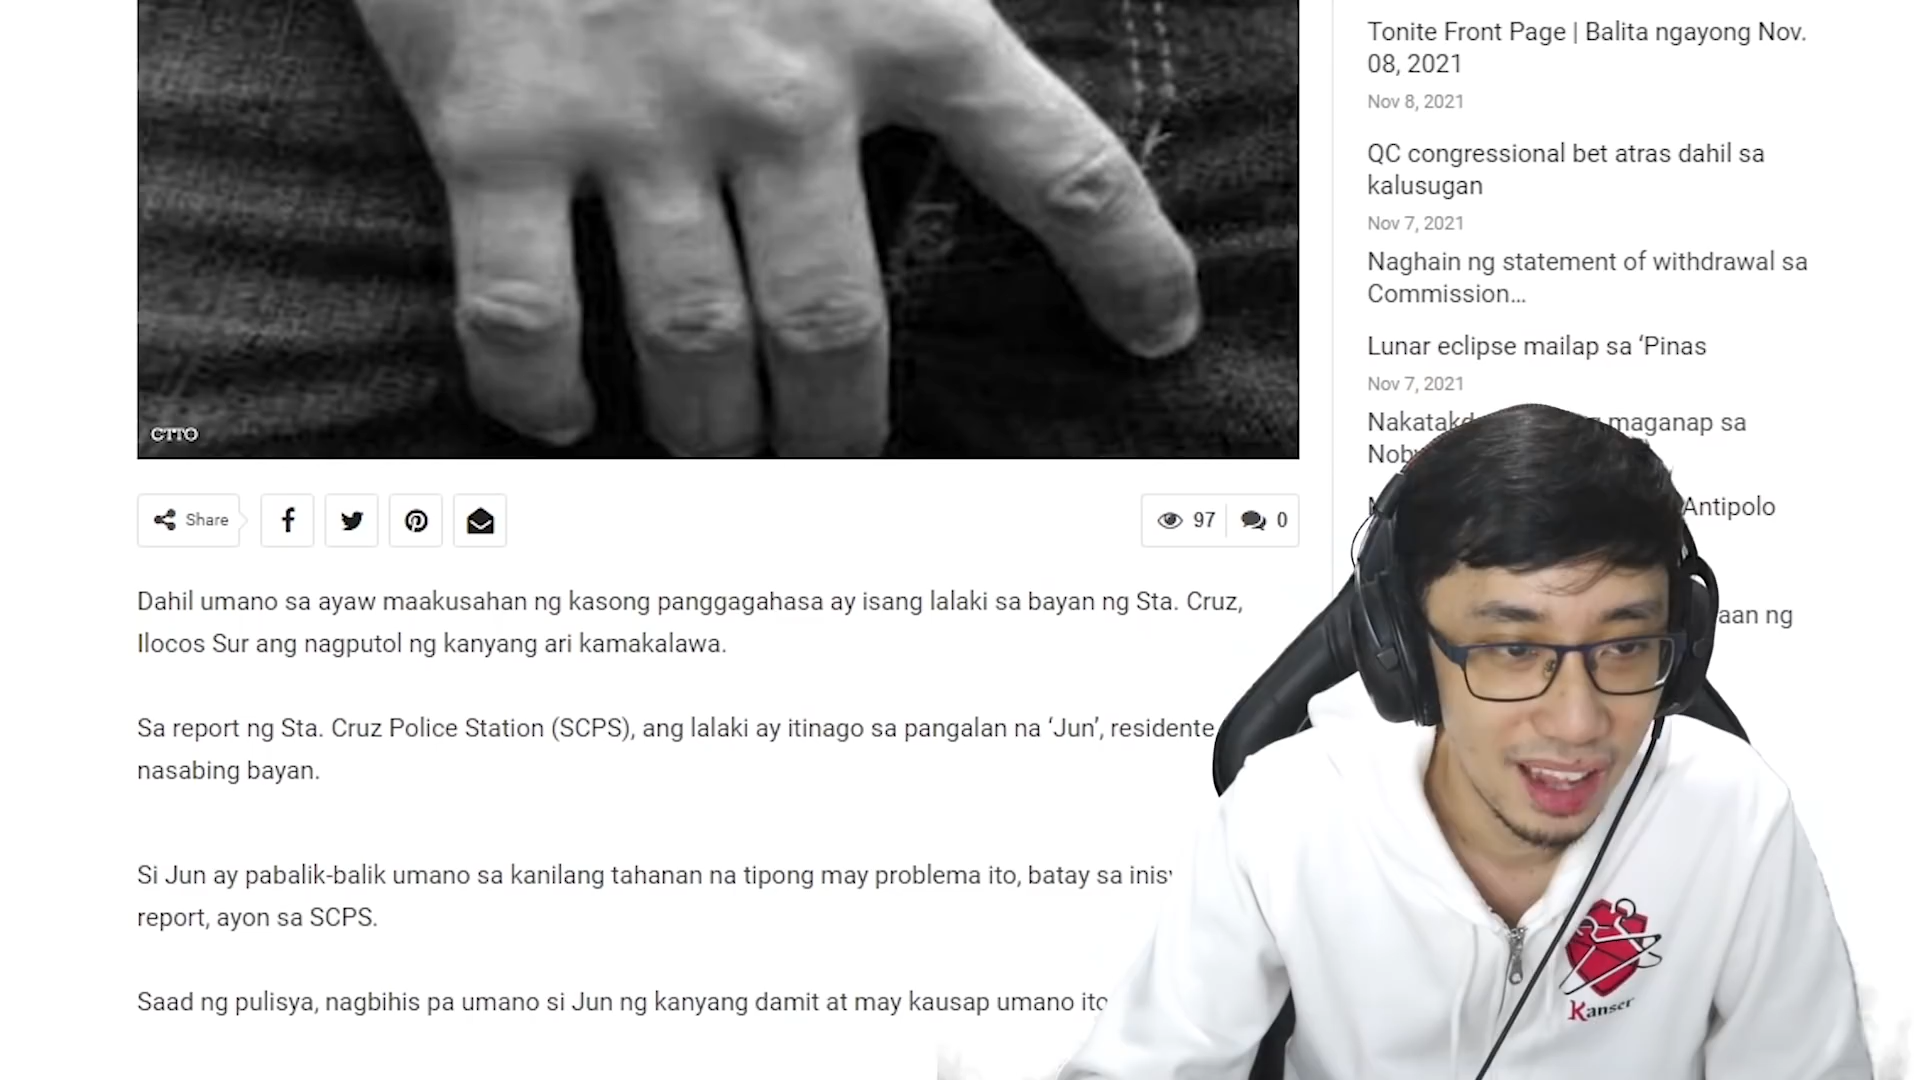 Tonite Front Page | Balita ngayong Nov.
08, 2021
Nov 8, 2021
QC congressional bet atras dahil sa
kalusugan
Nov 7, 2021
Naghain ng statement of withdrawal sa
Commission...
Lunar eclipse mailap sa ‘Pinas
Nov 7, 2021
maganap sa
Antipolo
ng
CTTO
Share
97
0
Dahil umano sa ayaw maakusahan ng kasong panggagahasa ay isang lalaki sa bayan ng Sta. Cruz,
Ilocos Sur ang nagputol ng kanyang ari kamakalawa.
Sa report ng Sta. Cruz Police Station (SCPS), ang lalaki ay itinago sa pangalan na ‘Jun’, residente
nasabing bayan.
Si Jun ay pabalik-balik umano sa kanilang tahanan na tipong may problema ito, batay sa
report, ayon sa SCPS.
Saad ng pulisya, nagbihis pa umano si Jun ng kanyang damit at may kausap umano ito
Kanser